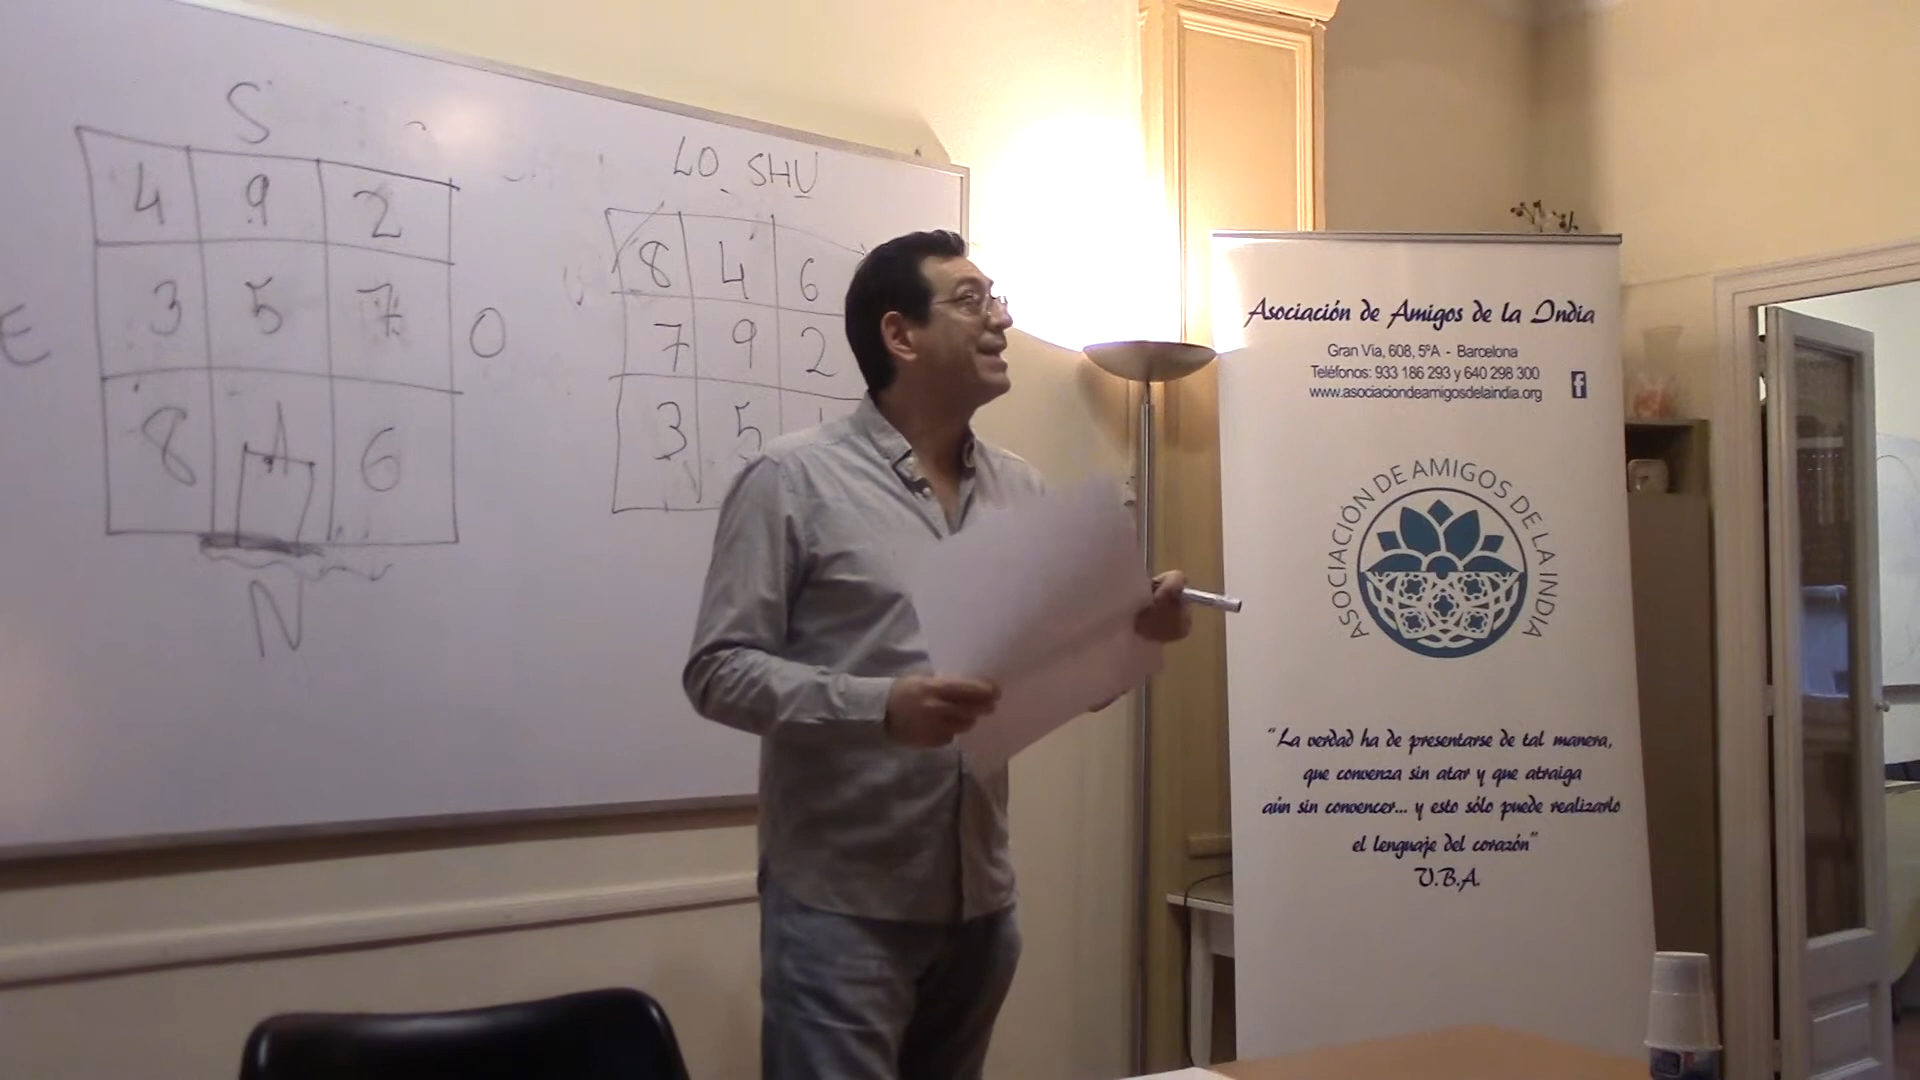 S
4 9 2
E 3 5 7 O
8 1 6
N
LO SHU
8 4 6
7 9 2
3 5
Asociación de Amigos de la India
Gran Vía, 608, 5ºA - Barcelona
Teléfonos: 933 186 293 y 640 298 300
www.asociaciondeamigosdelaindia.org
f
ASOCIACIÓN DE AMIGOS DE LA INDIA
"La verdad ha de presentarse de tal manera,
que convenza sin atar y que atraiga
aún sin convencer... y esto sólo puede realizarlo
el lenguaje del corazón"
V.B.A.